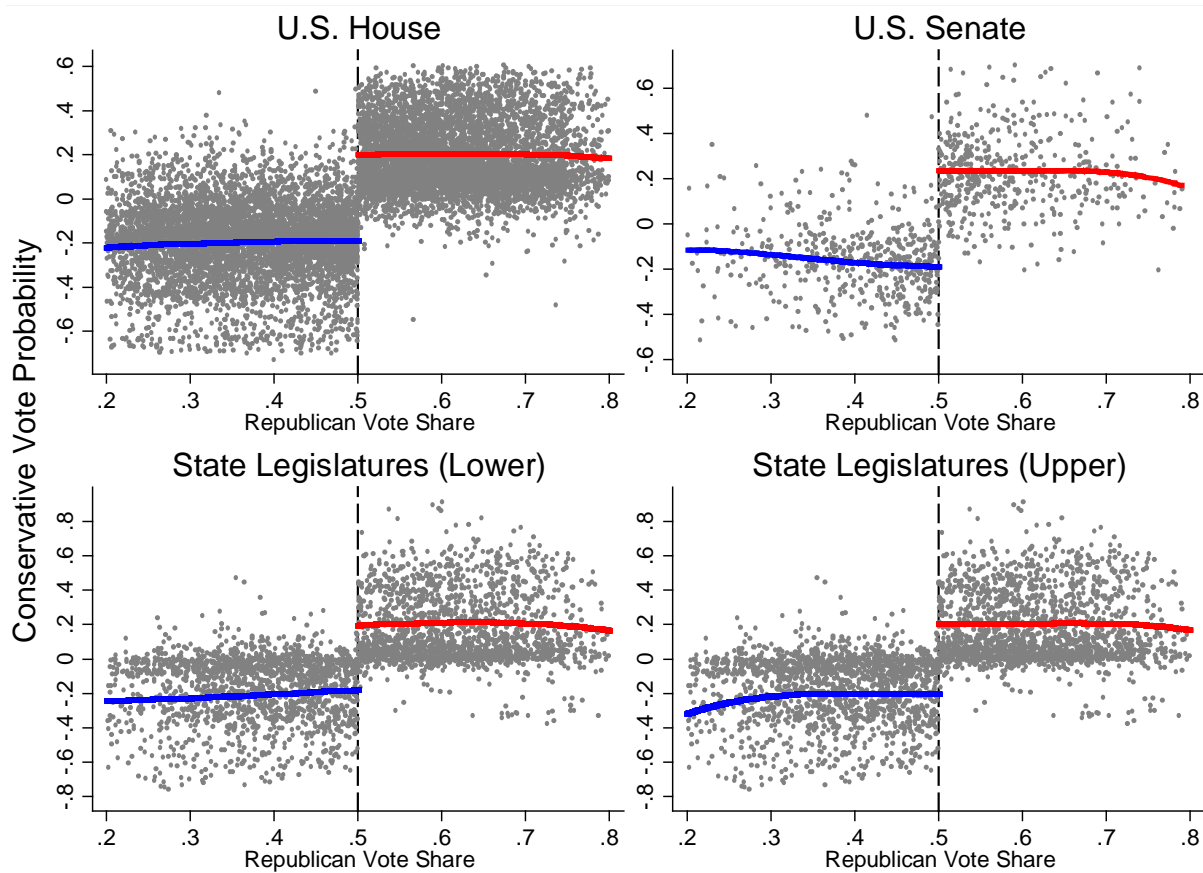 U.S. House
U.S. Senate
Conservative Vote Probability
.6
.4
.2
0
-.2
-.4
-.6
.2 .3 .4 .5 .6 .7 .8
Republican Vote Share
.6
.4
.2
0
-.2
-.4
-.6
.2 .3 .4 .5 .6 .7 .8
Republican Vote Share
State Legislatures (Lower)
State Legislatures (Upper)
.8
.6
.4
.2
0
-.2
-.4
-.6
-.8
.2 .3 .4 .5 .6 .7 .8
Republican Vote Share
.8
.6
.4
.2
0
-.2
-.4
-.6
-.8
.2 .3 .4 .5 .6 .7 .8
Republican Vote Share